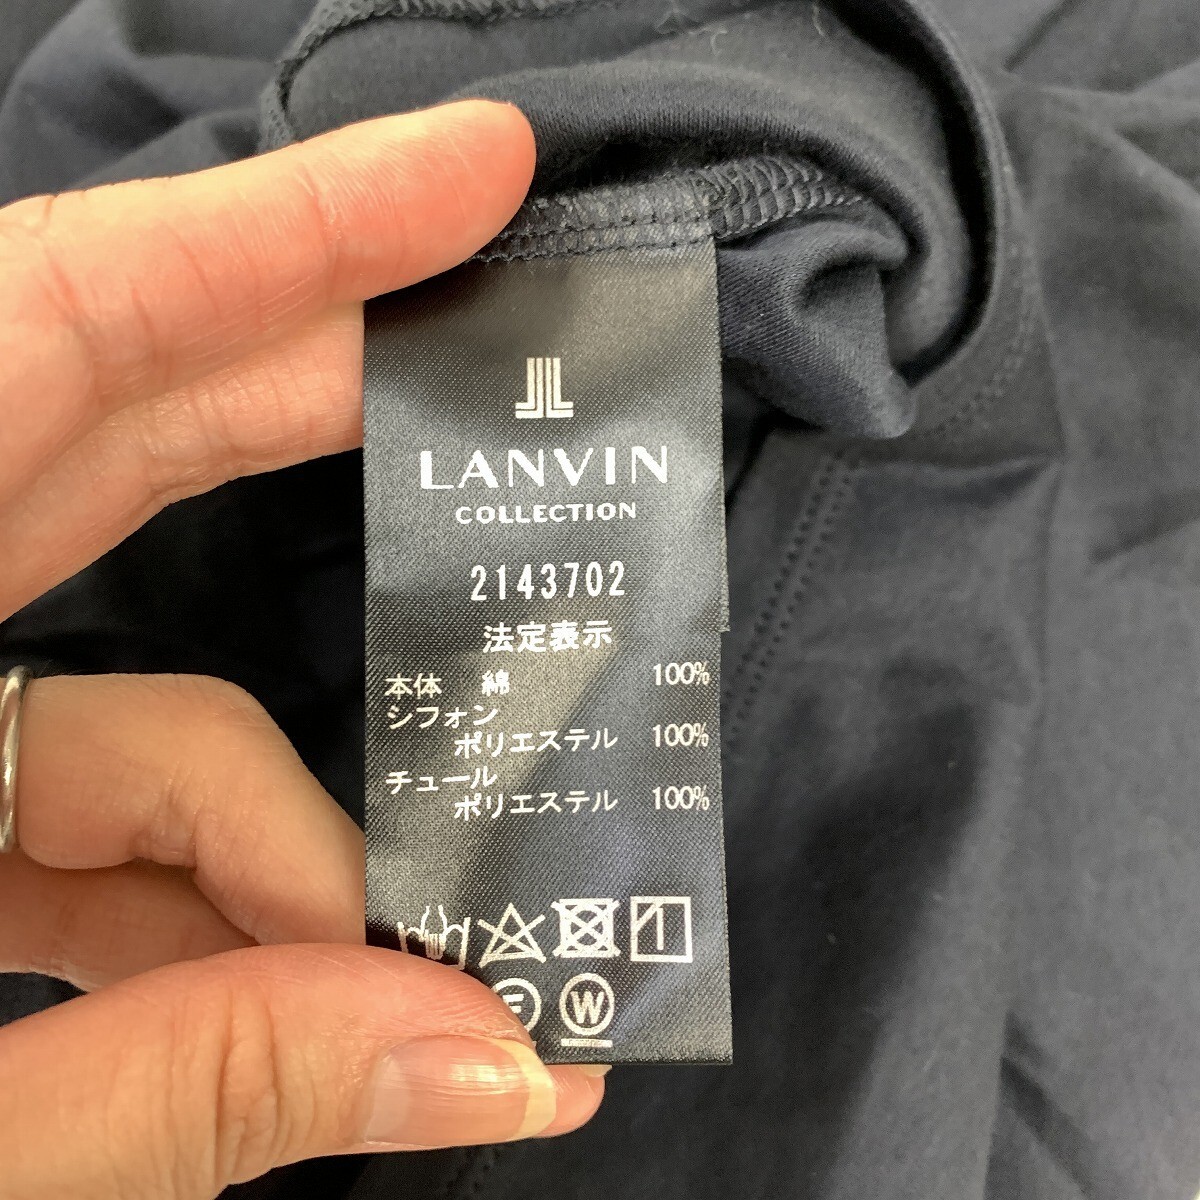 LANVIN
COLLECTION
2143702
法定表示
本体 綿 100%
シフォン
ポリエステル 100%
チュール
ポリエステル 100%
W